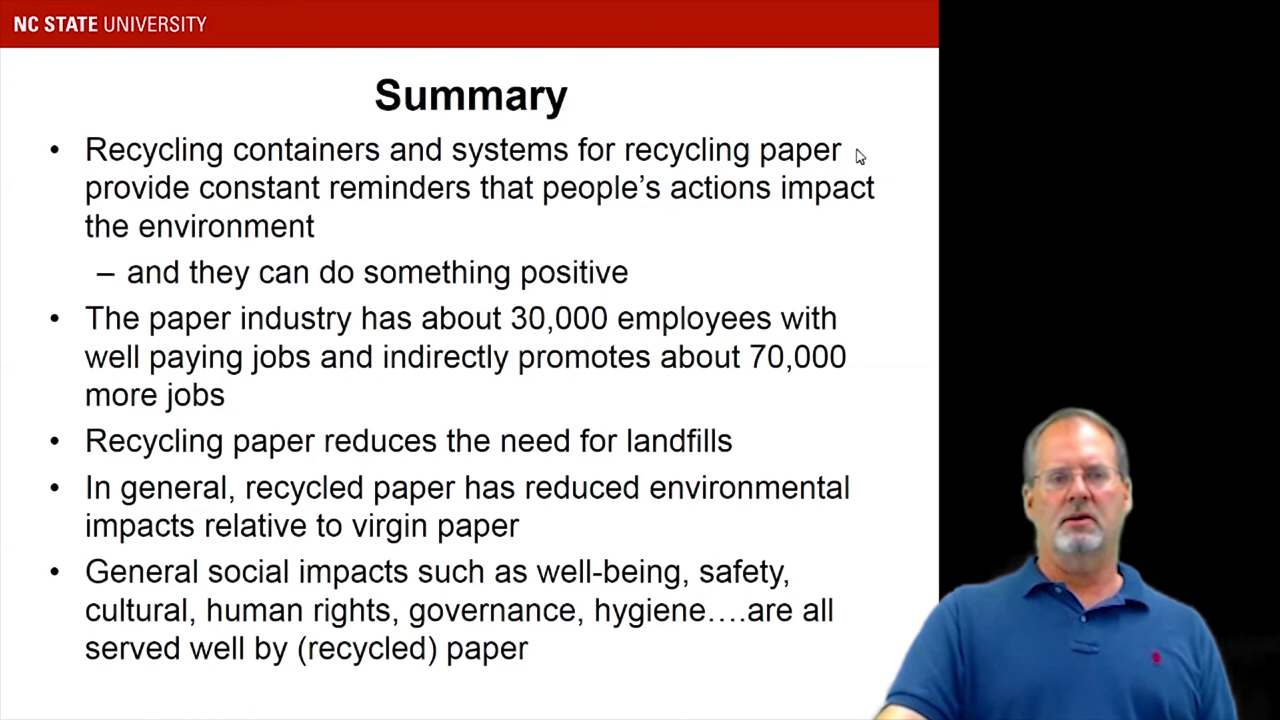 NC STATE UNIVERSITY
Summary
• Recycling containers and systems for recycling paper
provide constant reminders that people’s actions impact
the environment
– and they can do something positive
• The paper industry has about 30,000 employees with
well paying jobs and indirectly promotes about 70,000
more jobs
• Recycling paper reduces the need for landfills
• In general, recycled paper has reduced environmental
impacts relative to virgin paper
• General social impacts such as well-being, safety,
cultural, human rights, governance, hygiene….are all
served well by (recycled) paper